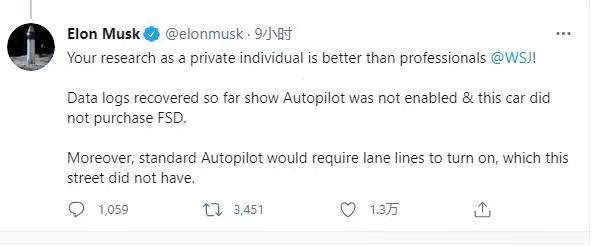 Elon Musk @elonmusk · 9小时
Your research as a private individual is better than professionals @WSJ!
Data logs recovered so far show Autopilot was not enabled & this car did
not purchase FSD.
Moreover, standard Autopilot would require lane lines to turn on, which this
street did not have.
1,059 3,451 1.3万